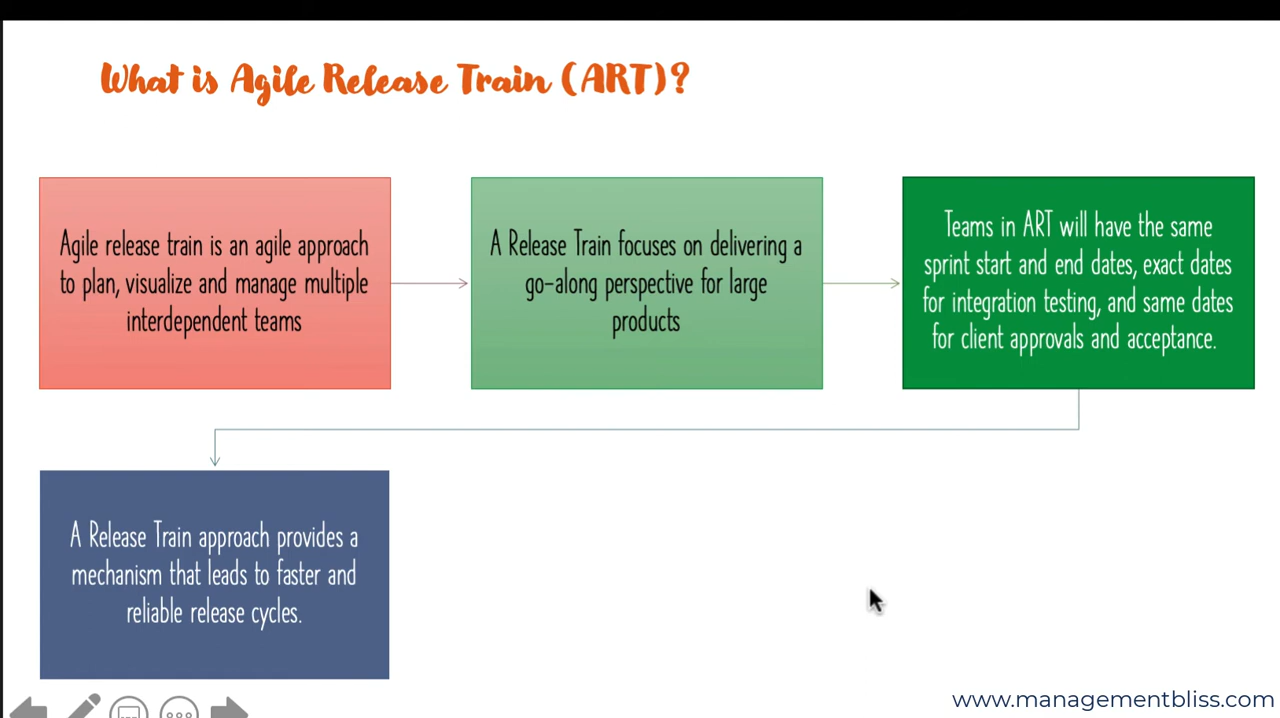 What is Agile Release Train (ART)?
Agile release train is an agile approach
to plan, visualize and manage multiple
interdependent teams
A Release Train focuses on delivering a
go-along perspective for large
products
Teams in ART will have the same
sprint start and end dates, exact dates
for integration testing, and same dates
for client approvals and acceptance.
A Release Train approach provides a
mechanism that leads to faster and
reliable release cycles.
www.managementbliss.com